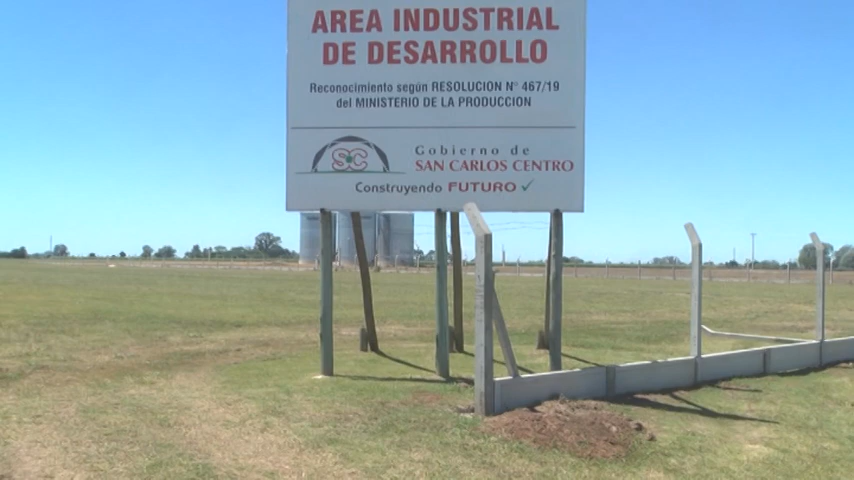 AREA INDUSTRIAL
DE DESARROLLO
Reconocimiento según RESOLUCION N° 467/19
del MINISTERIO DE LA PRODUCCION
SC
Gobierno de
SAN CARLOS CENTRO
Construyendo FUTURO